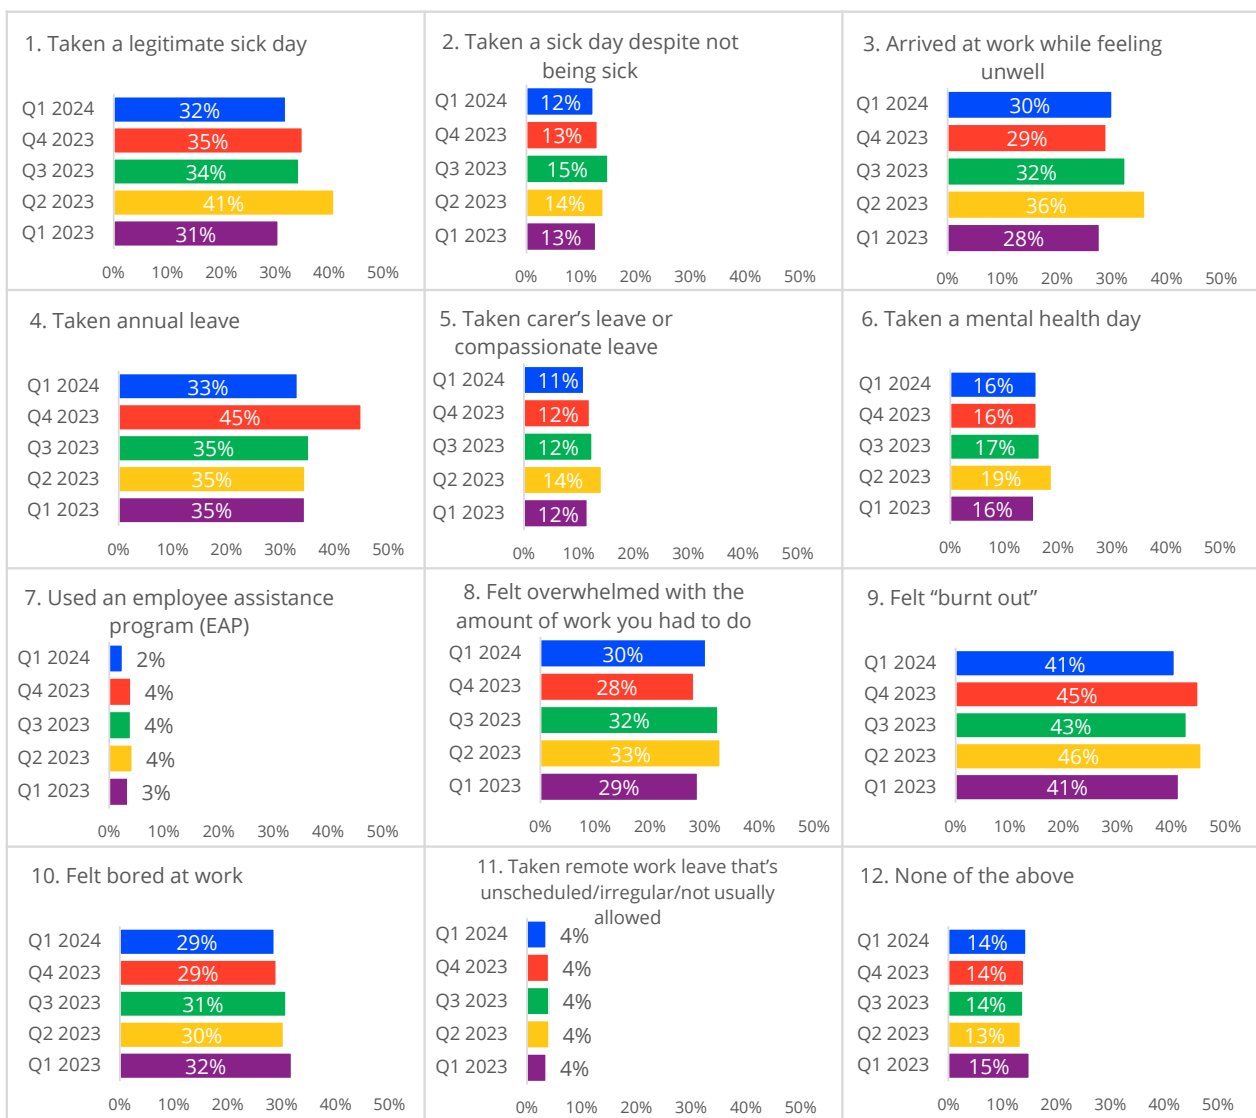 1. Taken a legitimate sick day
Q1 2024 32%
Q4 2023 35%
Q3 2023 34%
Q2 2023 41%
Q1 2023 31%
0% 10% 20% 30% 40% 50%
2. Taken a sick day despite not
being sick
Q1 2024 12%
Q4 2023 13%
Q3 2023 15%
Q2 2023 14%
Q1 2023 13%
0% 10% 20% 30% 40% 50%
3. Arrived at work while feeling
unwell
Q1 2024 30%
Q4 2023 29%
Q3 2023 32%
Q2 2023 36%
Q1 2023 28%
0% 10% 20% 30% 40% 50%
4. Taken annual leave
Q1 2024 33%
Q4 2023 45%
Q3 2023 35%
Q2 2023 35%
Q1 2023 35%
0% 10% 20% 30% 40% 50%
5. Taken carer’s leave or
compassionate leave
Q1 2024 11%
Q4 2023 12%
Q3 2023 12%
Q2 2023 14%
Q1 2023 12%
0% 10% 20% 30% 40% 50%
6. Taken a mental health day
Q1 2024 16%
Q4 2023 16%
Q3 2023 17%
Q2 2023 19%
Q1 2023 16%
0% 10% 20% 30% 40% 50%
7. Used an employee assistance
program (EAP)
Q1 2024 2%
Q4 2023 4%
Q3 2023 4%
Q2 2023 4%
Q1 2023 3%
0% 10% 20% 30% 40% 50%
8. Felt overwhelmed with the
amount of work you had to do
Q1 2024 30%
Q4 2023 28%
Q3 2023 32%
Q2 2023 33%
Q1 2023 29%
0% 10% 20% 30% 40% 50%
9. Felt “burnt out”
Q1 2024 41%
Q4 2023 45%
Q3 2023 43%
Q2 2023 46%
Q1 2023 41%
0% 10% 20% 30% 40% 50%
10. Felt bored at work
Q1 2024 29%
Q4 2023 29%
Q3 2023 31%
Q2 2023 30%
Q1 2023 32%
0% 10% 20% 30% 40% 50%
11. Taken remote work leave that’s
unscheduled/irregular/not usually
allowed
Q1 2024 4%
Q4 2023 4%
Q3 2023 4%
Q2 2023 4%
Q1 2023 4%
0% 10% 20% 30% 40% 50%
12. None of the above
Q1 2024 14%
Q4 2023 14%
Q3 2023 14%
Q2 2023 13%
Q1 2023 15%
0% 10% 20% 30% 40% 50%